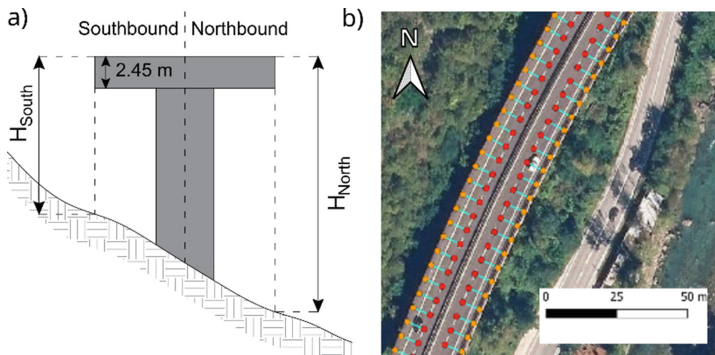 a)
Southbound Northbound
2.45 m
HSouth
HNorth
b)
N
0 25 50 m